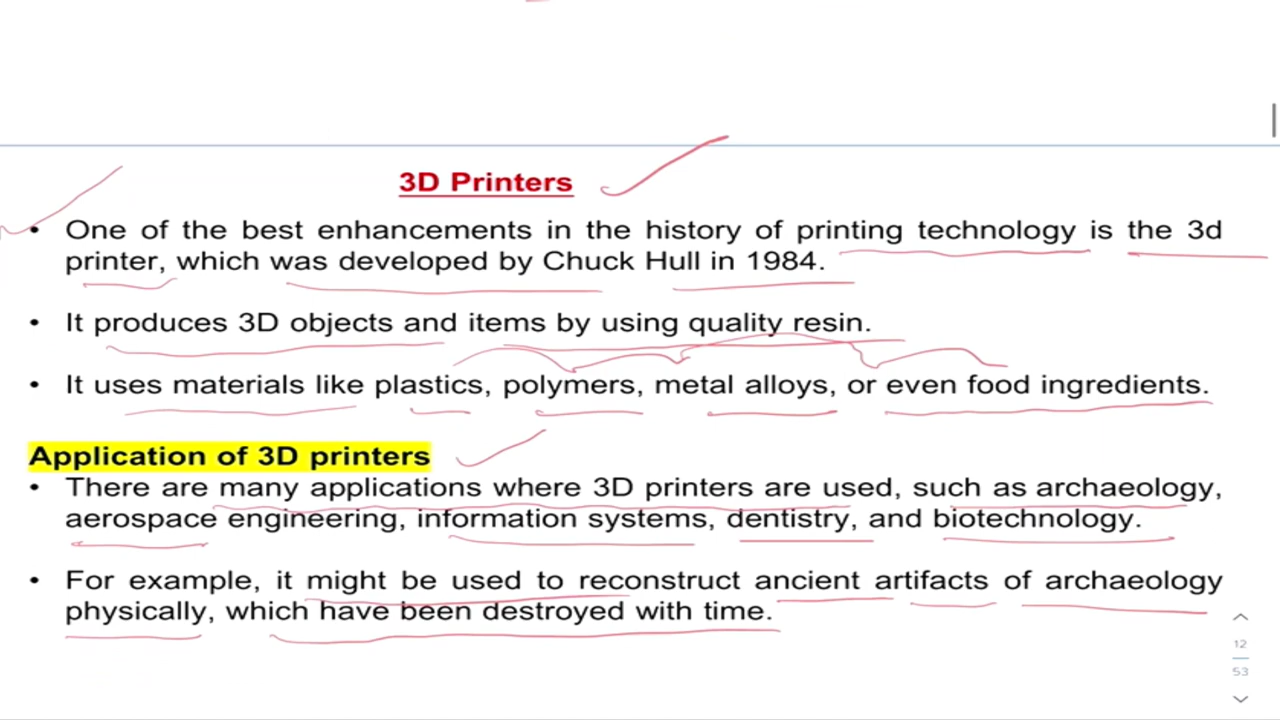 3D Printers
• One of the best enhancements in the history of printing technology is the 3d
printer, which was developed by Chuck Hull in 1984.
• It produces 3D objects and items by using quality resin.
• It uses materials like plastics, polymers, metal alloys, or even food ingredients.
Application of 3D printers
• There are many applications where 3D printers are used, such as archaeology,
aerospace engineering, information systems, dentistry, and biotechnology.
• For example, it might be used to reconstruct ancient artifacts of archaeology
physically, which have been destroyed with time.
12
53